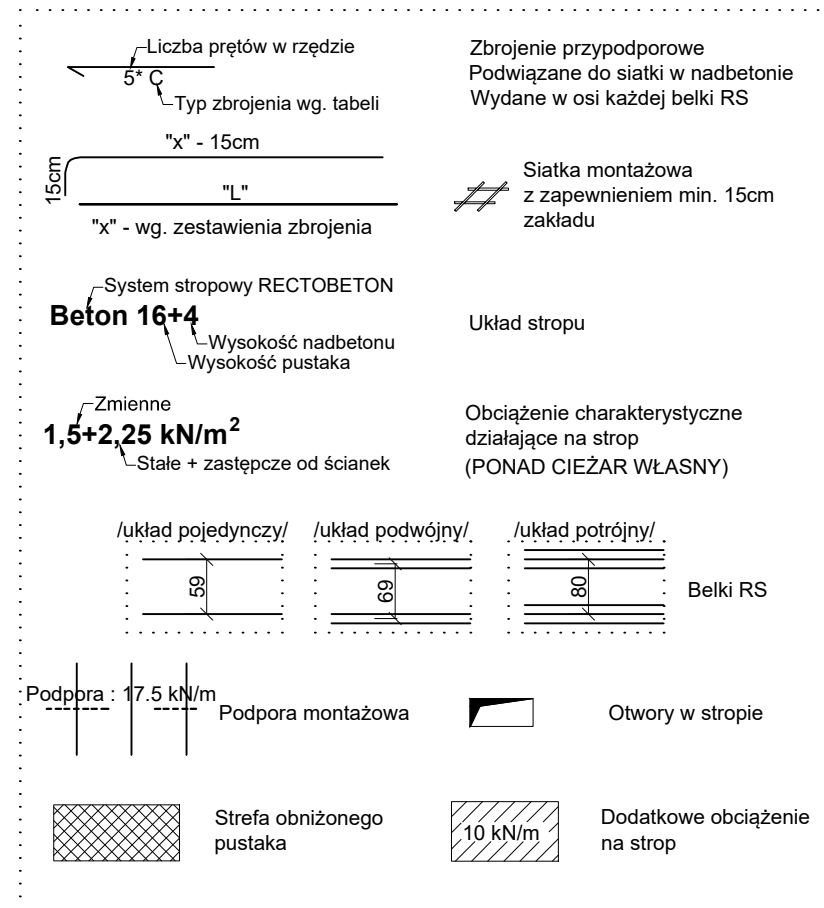 Liczba prętów w rzędzie
5* C
Typ zbrojenia wg. tabeli
Zbrojenie przypodporowe
Podwiązane do siatki w nadbetonie
Wydane w osi każdej belki RS
"x" - 15cm
15cm
"L"
"x" - wg. zestawienia zbrojenia
Siatka montażowa
z zapewnieniem min. 15cm
zakładu
System stropowy RECTOBETON
Beton 16+4
Wysokość nadbetonu
Wysokość pustaka
Układ stropu
Zmienne
1,5+2,25 kN/m²
Stałe + zastępcze od ścianek
Obciążenie charakterystyczne
działające na strop
(PONAD CIEŻAR WŁASNY)
/układ pojedynczy/
/układ podwójny/
/układ potrójny/
59
69
80
Belki RS
Podpora : 17.5 kN/m
Podpora montażowa
Otwory w stropie
Strefa obniżonego
pustaka
10 kN/m
Dodatkowe obciążenie
na strop